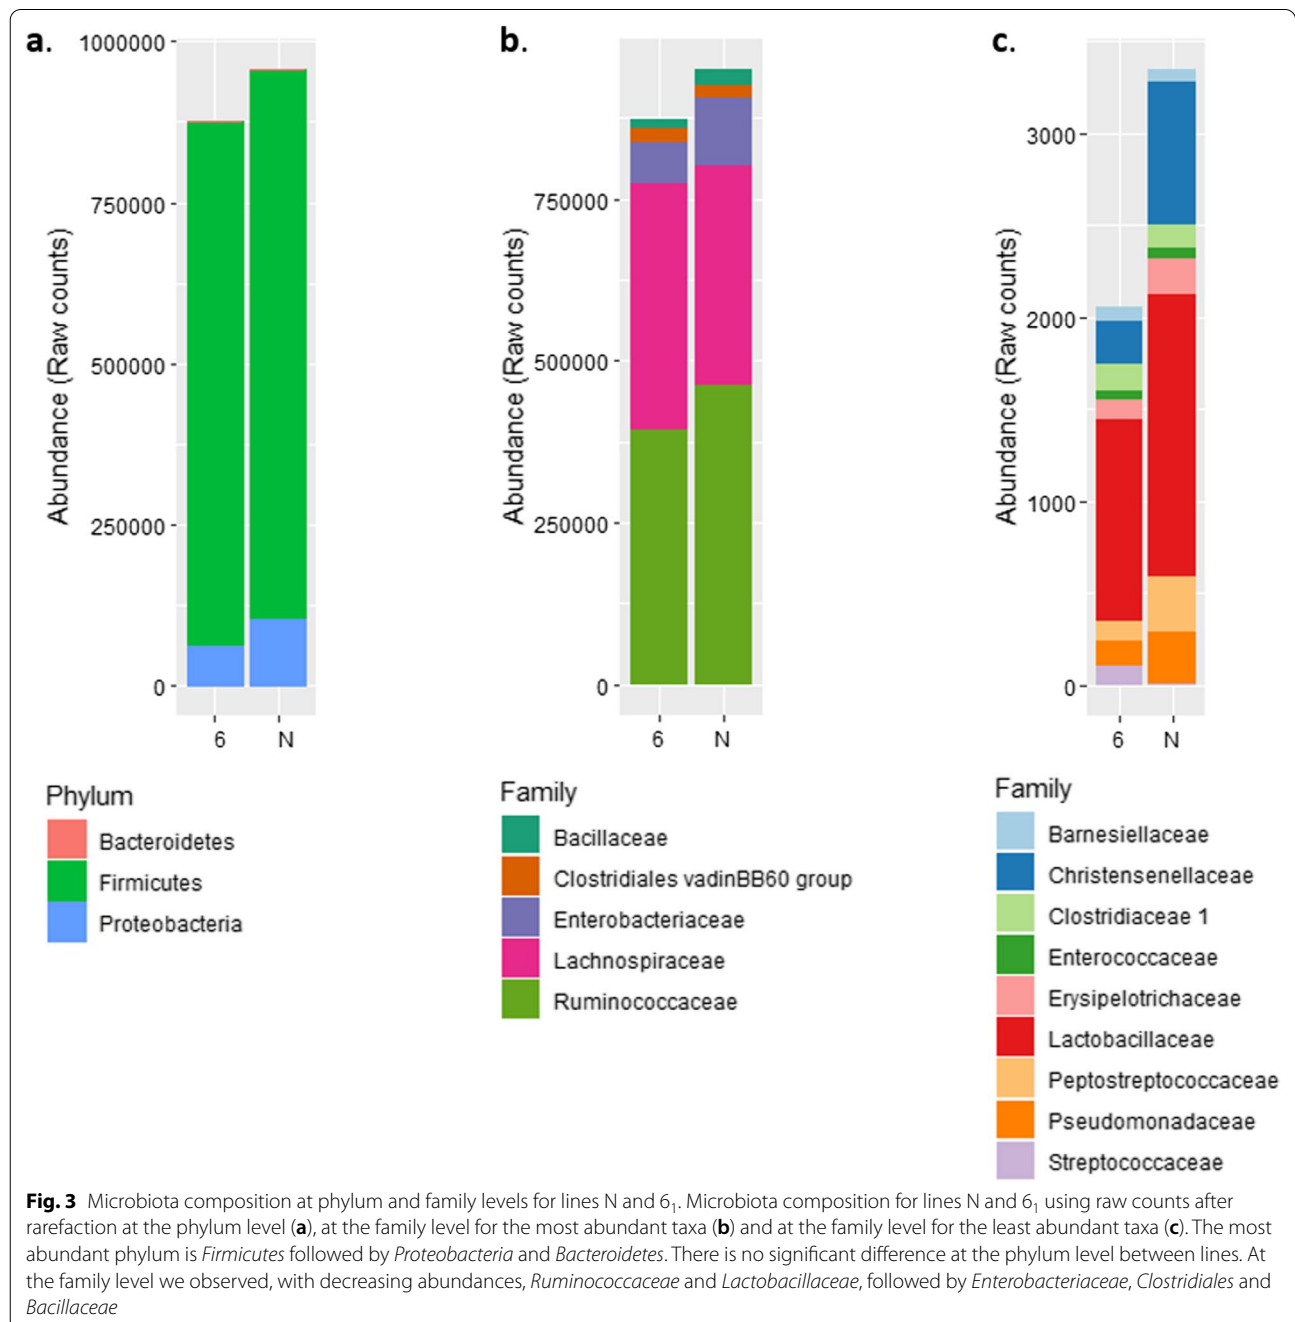 a.
Abundance (Raw counts)
1000000
750000
500000
250000
0
6 N
Phylum
Bacteroidetes
Firmicutes
Proteobacteria
b.
Abundance (Raw counts)
750000
500000
250000
0
6 N
Family
Bacillaceae
Clostridiales vadinBB60 group
Enterobacteriaceae
Lachnospiraceae
Ruminococcaceae
c.
Abundance (Raw counts)
3000
2000
1000
0
6 N
Family
Barnesiellaceae
Christensenellaceae
Clostridiaceae 1
Enterococcaceae
Erysipelotrichaceae
Lactobacillaceae
Peptostreptococcaceae
Pseudomonadaceae
Streptococcaceae
Fig. 3 Microbiota composition at phylum and family levels for lines N and 6₁. Microbiota composition for lines N and 6₁ using raw counts after
rarefaction at the phylum level (a), at the family level for the most abundant taxa (b) and at the family level for the least abundant taxa (c). The most
abundant phylum is Firmicutes followed by Proteobacteria and Bacteroidetes. There is no significant difference at the phylum level between lines. At
the family level we observed, with decreasing abundances, Ruminococcaceae and Lactobacillaceae, followed by Enterobacteriaceae, Clostridiales and
Bacillaceae